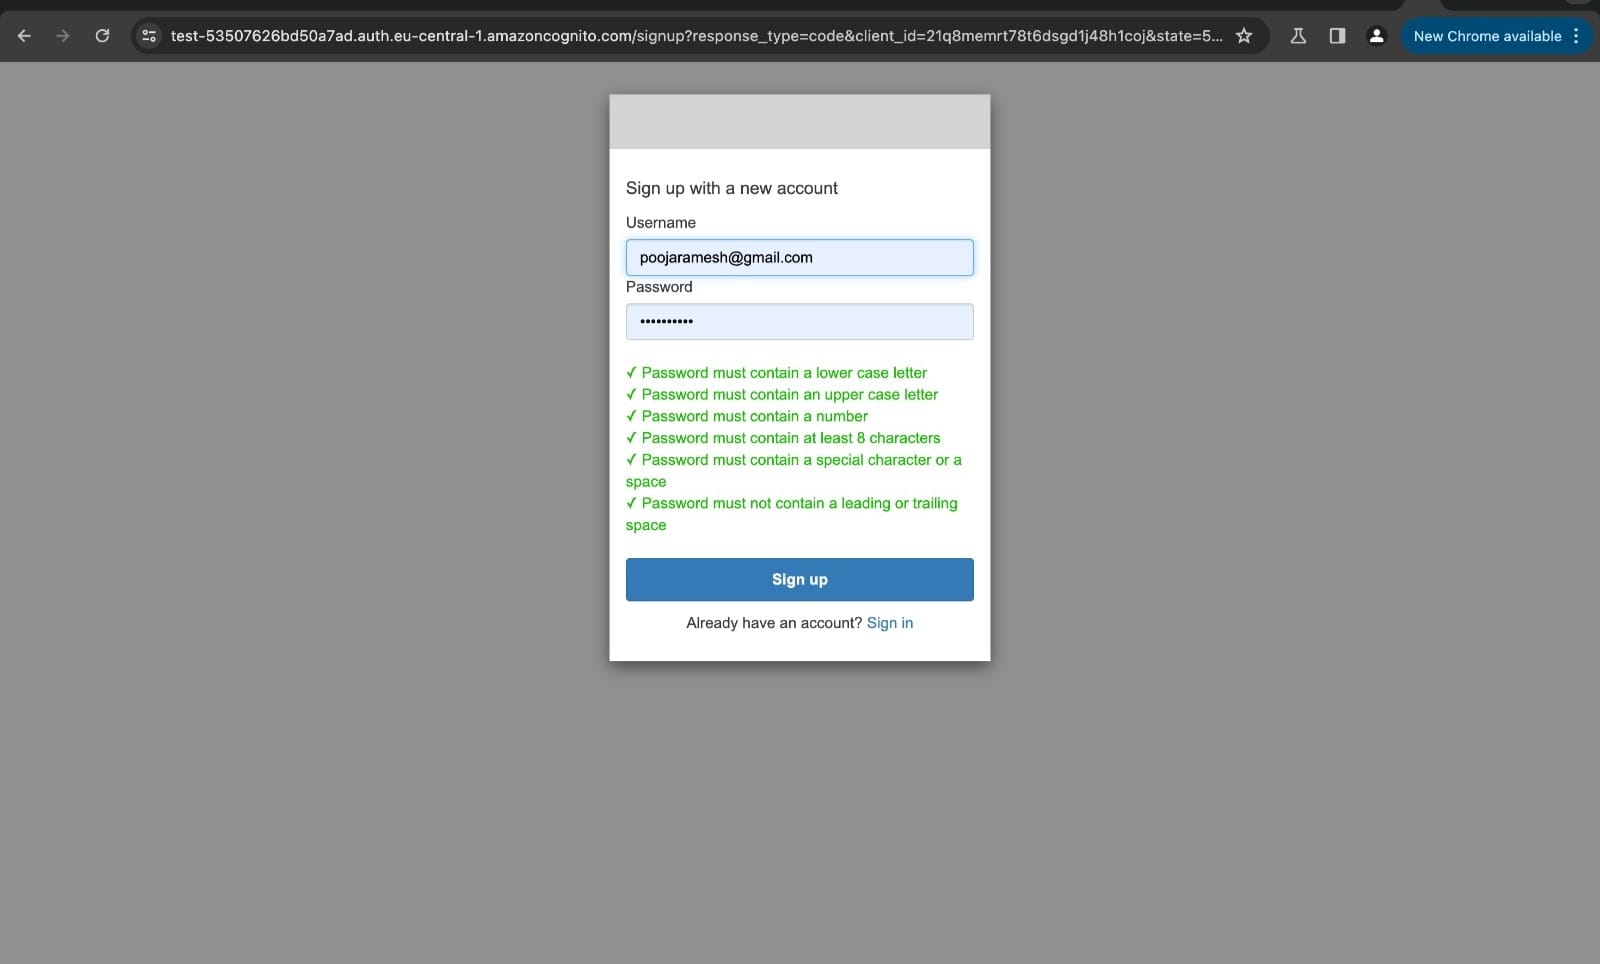 test-53507626bd50a7ad.auth.eu-central-1.amazoncognito.com/signup?response_type=code&client_id=21q8memrt78t6dsgd1j48h1coj&state=5...
New Chrome available
Sign up with a new account
Username
poojaramesh@gmail.com
Password
••••••••••
✓ Password must contain a lower case letter
✓ Password must contain an upper case letter
✓ Password must contain a number
✓ Password must contain at least 8 characters
✓ Password must contain a special character or a
space
✓ Password must not contain a leading or trailing
space
Sign up
Already have an account? Sign in